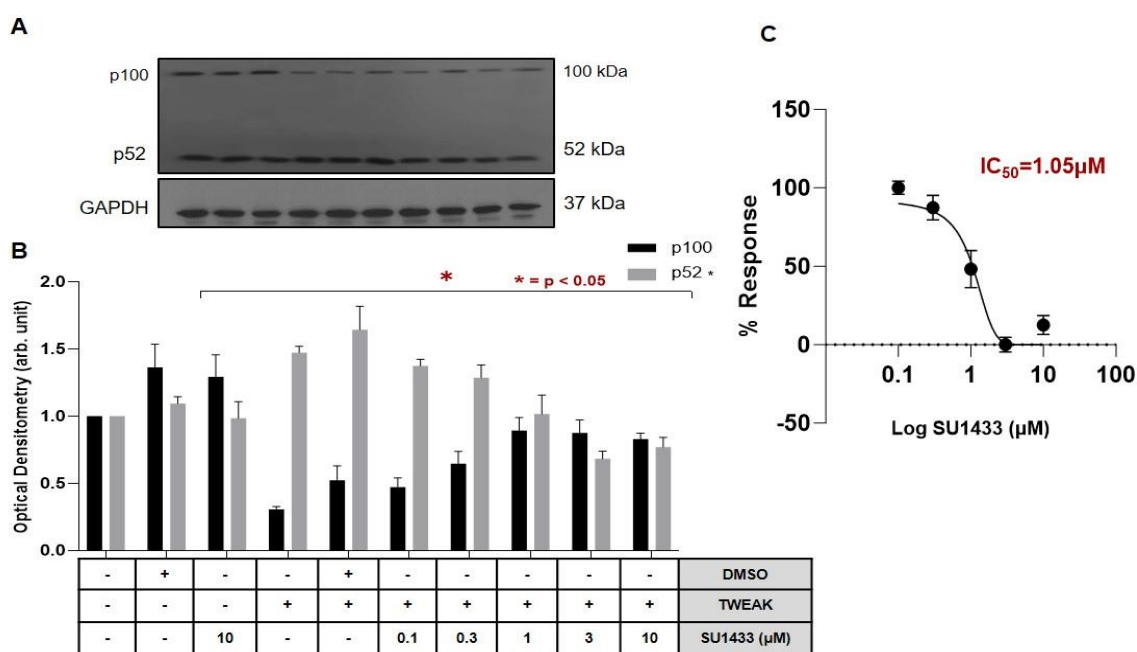 A
p100
100 kDa
p52
52 kDa
GAPDH
37 kDa
B
p100
p52 *
*
* = p < 0.05
Optical Densitometry (arb. unit)
2.0
1.5
1.0
0.5
0.0
- + - - + - - - - - DMSO
- - - + + + + + + + TWEAK
- - 10 - - 0.1 0.3 1 3 10 SU1433 (µM)
C
IC50=1.05µM
% Response
150
100
50
0
-50
0.1 1 10 100
Log SU1433 (µM)